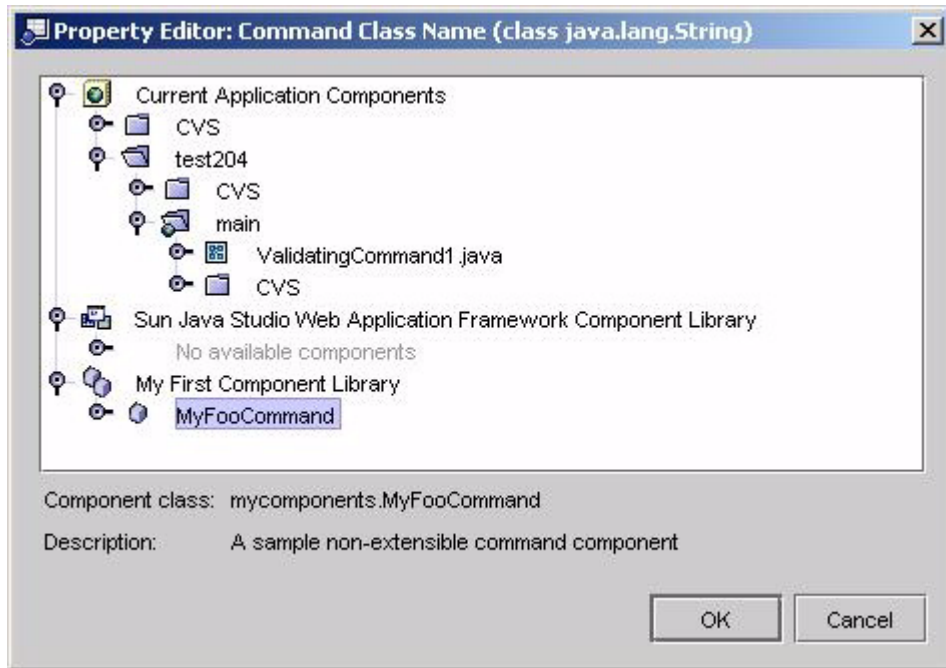 Property Editor: Command Class Name (class java.lang.String)
Current Application Components
CVS
test204
CVS
main
ValidatingCommand1.java
CVS
Sun Java Studio Web Application Framework Component Library
No available components
My First Component Library
MyFooCommand
Component class: mycomponents.MyFooCommand
Description: A sample non-extensible command component
OK Cancel